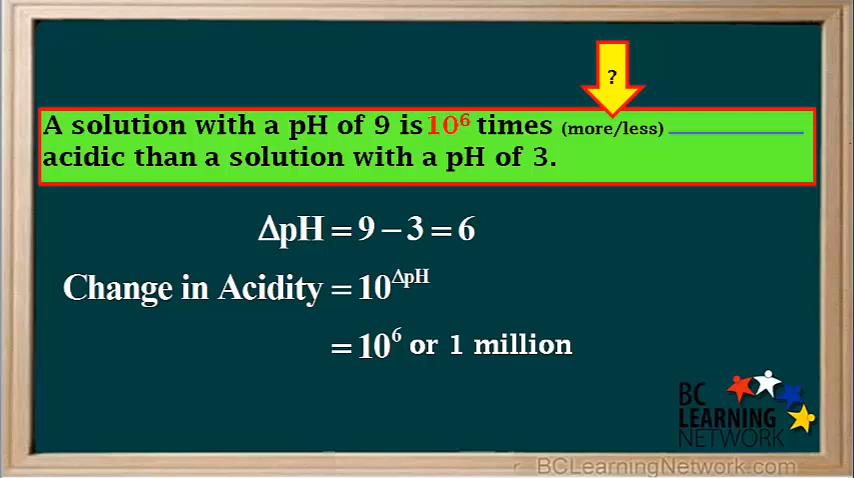 ?
A solution with a pH of 9 is 10⁶ times (more/less) ________
acidic than a solution with a pH of 3.
ΔpH = 9 − 3 = 6
Change in Acidity = 10^ΔpH
= 10⁶ or 1 million
BC
LEARNING
NETWORK
BCLearningNetwork.com